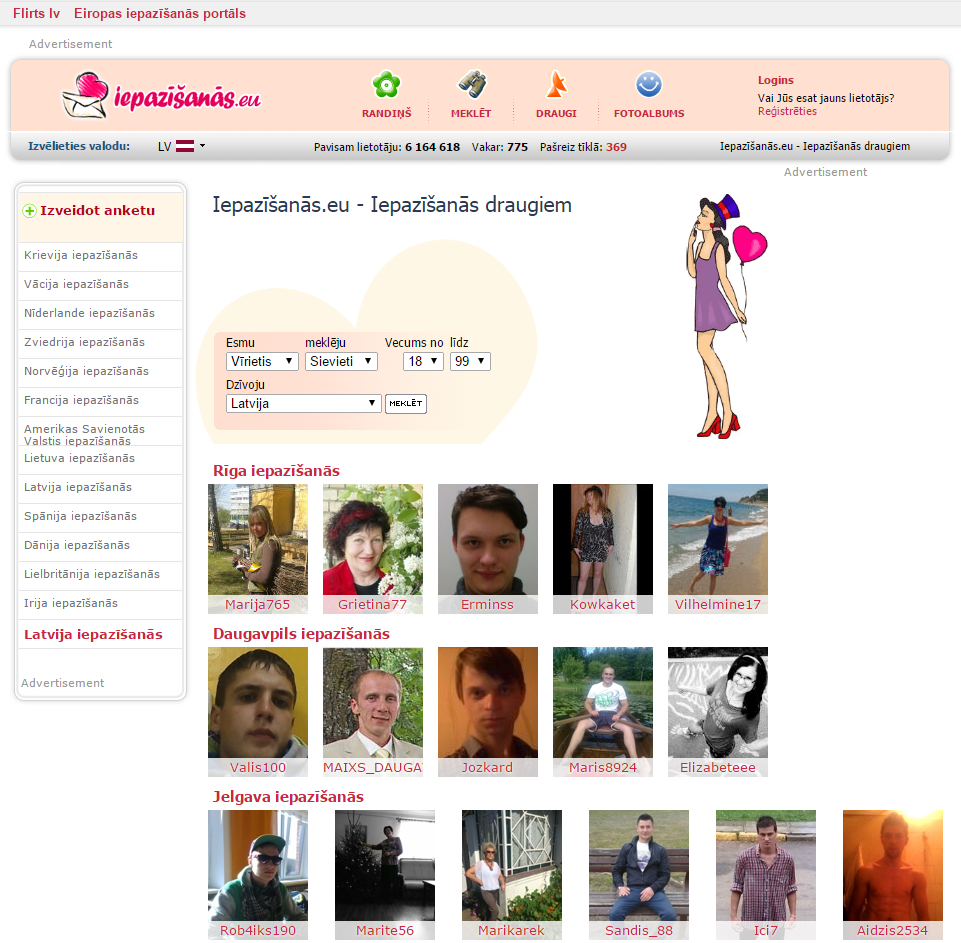 Flirts lv Eiropas iepazīšanās portāls
Advertisement
iepazišanās.eu
RANDIŅŠ MEKLĒT DRAUGI FOTOALBUMS
Logins
Vai Jūs esat jauns lietotājs?
Reģistrēties
Izvēlieties valodu: LV Pavisam lietotāju: 6 164 618 Vakar: 775 Pašreiz tīklā: 369 Iepazīšanās.eu - Iepazīšanās draugiem
Advertisement
Izveidot anketu
Krievija iepazīšanās
Vācija iepazīšanās
Nīderlande iepazīšanās
Zviedrija iepazīšanās
Norvēģija iepazīšanās
Francija iepazīšanās
Amerikas Savienotās
Valstis iepazīšanās
Lietuva iepazīšanās
Latvija iepazīšanās
Spānija iepazīšanās
Dānija iepazīšanās
Lielbritānija iepazīšanās
Irija iepazīšanās
Latvija iepazīšanās
Advertisement
Iepazīšanās.eu - Iepazīšanās draugiem
Esmu meklēju Vecums no līdz
Vīrietis Sievieti 18 99
Dzīvoju
Latvija MEKLĒT
Rīga iepazīšanās
Marija765 Grietina77 Erminss Kowkaket Vilhelmine17
Daugavpils iepazīšanās
Valis100 MAIXS_DAUGA Jozkard Maris8924 Elizabeteee
Jelgava iepazīšanās
Rob4iks190 Marite56 Marikarek Sandis_88 Ici7 Aidzis2534